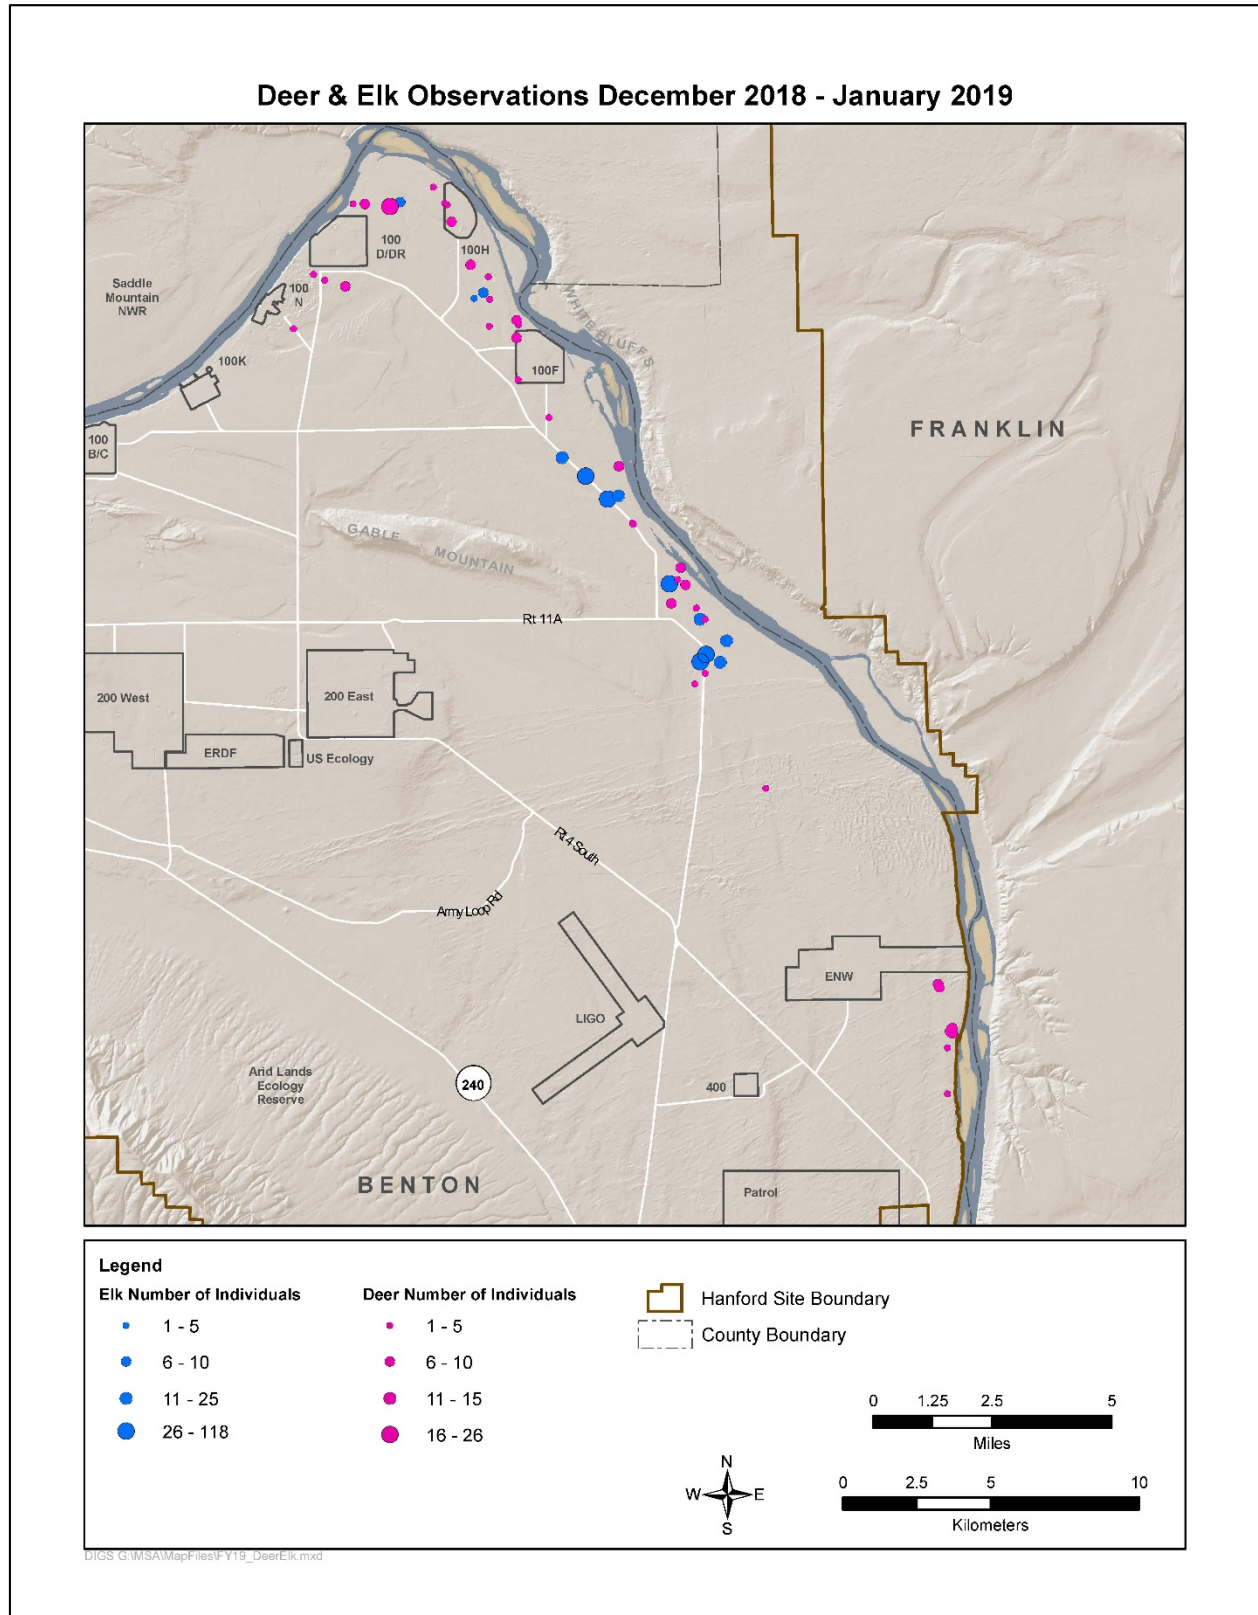 Deer & Elk Observations December 2018 - January 2019
100
D/DR
100H
Saddle
Mountain
NWR
100
N
WHITE BLUFFS
100K
100F
100
B/C
FRANKLIN
GABLE
MOUNTAIN
Rt 11A
200 West
200 East
ERDF
US Ecology
Rt 4 South
Army Loop Rd
ENW
LIGO
Arid Lands
Ecology
Reserve
240
400
BENTON
Patrol
Legend
Elk Number of Individuals
1 - 5
6 - 10
11 - 25
26 - 118
Deer Number of Individuals
1 - 5
6 - 10
11 - 15
16 - 26
Hanford Site Boundary
County Boundary
0 1.25 2.5 5
Miles
N
W E
S
0 2.5 5 10
Kilometers
DIGS G:\MSA\MapFiles\FY19_DeerElk.mxd